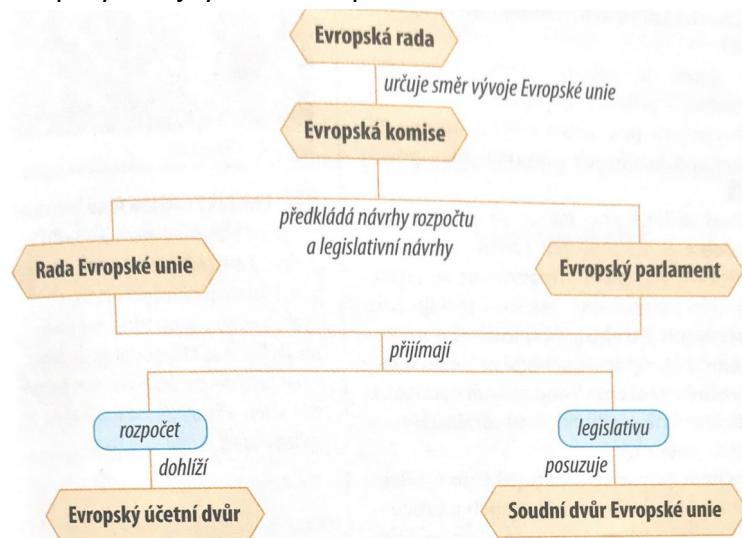 Evropská rada
určuje směr vývoje Evropské unie
Evropská komise
předkládá návrhy rozpočtu
a legislativní návrhy
Rada Evropské unie
Evropský parlament
přijímají
rozpočet
legislativu
dohlíží
posuzuje
Evropský účetní dvůr
Soudní dvůr Evropské unie